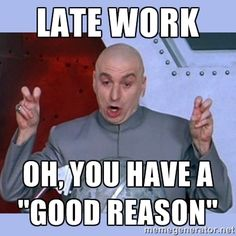 LATE WORK
OH, YOU HAVE A
"GOOD REASON"
memegenerator.net